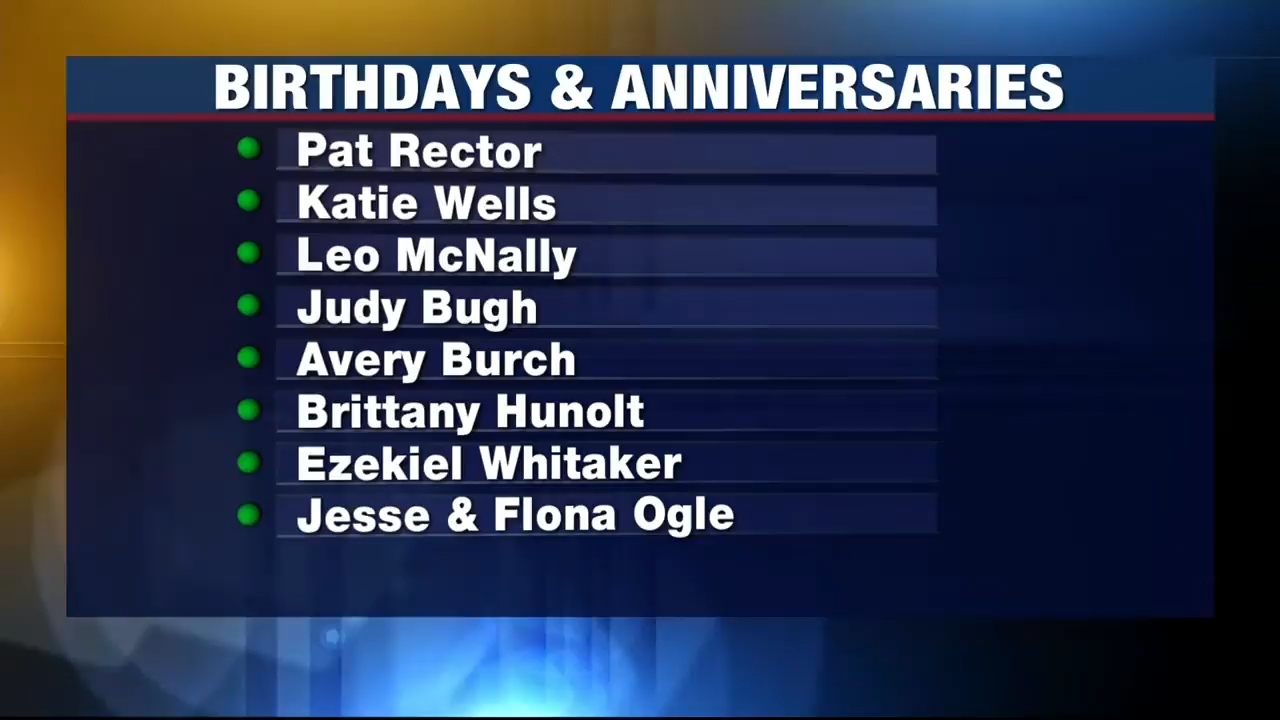 BIRTHDAYS & ANNIVERSARIES
Pat Rector
Katie Wells
Leo McNally
Judy Bugh
Avery Burch
Brittany Hunolt
Ezekiel Whitaker
Jesse & Flona Ogle